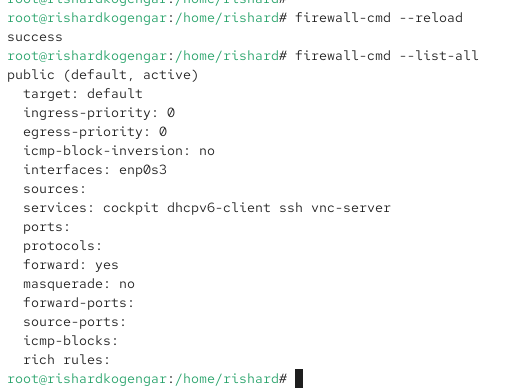 root@rishardkogengar:/home/rishard# firewall-cmd --reload
success
root@rishardkogengar:/home/rishard# firewall-cmd --list-all
public (default, active)
  target: default
  ingress-priority: 0
  egress-priority: 0
  icmp-block-inversion: no
  interfaces: enp0s3
  sources:
  services: cockpit dhcpv6-client ssh vnc-server
  ports:
  protocols:
  forward: yes
  masquerade: no
  forward-ports:
  source-ports:
  icmp-blocks:
  rich rules:
root@rishardkogengar:/home/rishard#